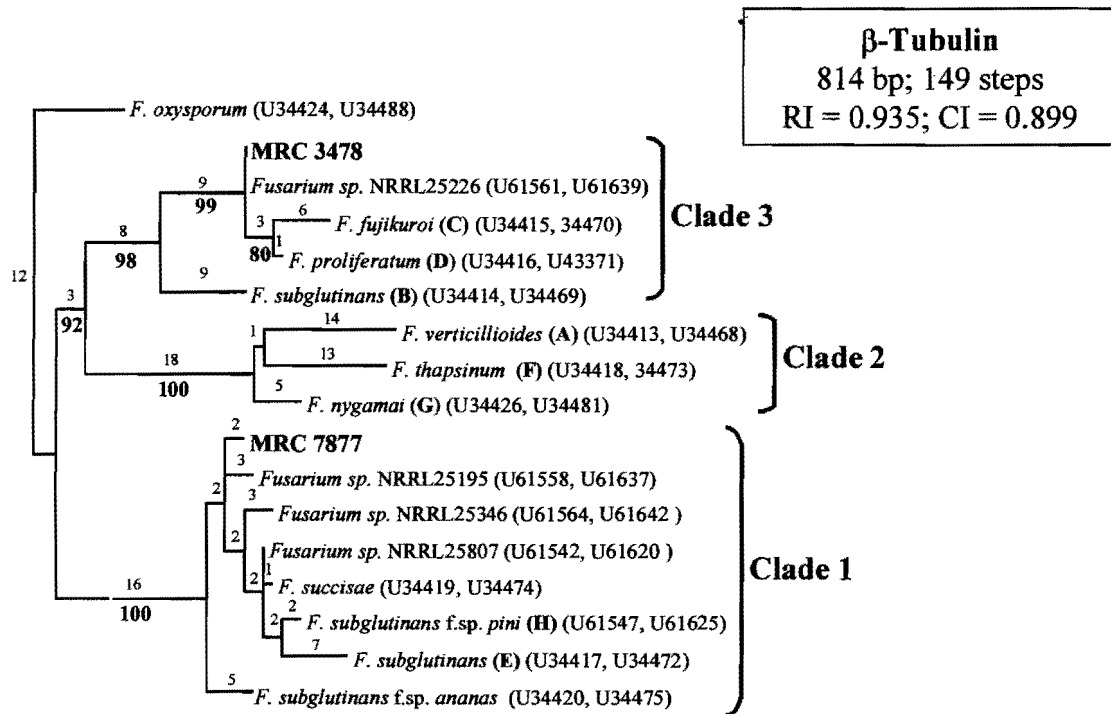 β-Tubulin
814 bp; 149 steps
RI = 0.935; CI = 0.899
F. oxysporum (U34424, U34488)
12
MRC 3478
9
99
Fusarium sp. NRRL25226 (U61561, U61639)
3
6
F. fujikuroi (C) (U34415, 34470)
80
1
F. proliferatum (D) (U34416, U43371)
8
98
9
F. subglutinans (B) (U34414, U34469)
Clade 3
3
92
14
F. verticillioides (A) (U34413, U34468)
1
13
F. thapsinum (F) (U34418, 34473)
18
100
5
F. nygamai (G) (U34426, U34481)
Clade 2
2
MRC 7877
3
Fusarium sp. NRRL25195 (U61558, U61637)
2
3
Fusarium sp. NRRL25346 (U61564, U61642 )
2
Fusarium sp. NRRL25807 (U61542, U61620 )
2
1
F. succisae (U34419, U34474)
2
2
F. subglutinans f.sp. pini (H) (U61547, U61625)
7
F. subglutinans (E) (U34417, U34472)
16
100
5
F. subglutinans f.sp. ananas (U34420, U34475)
Clade 1